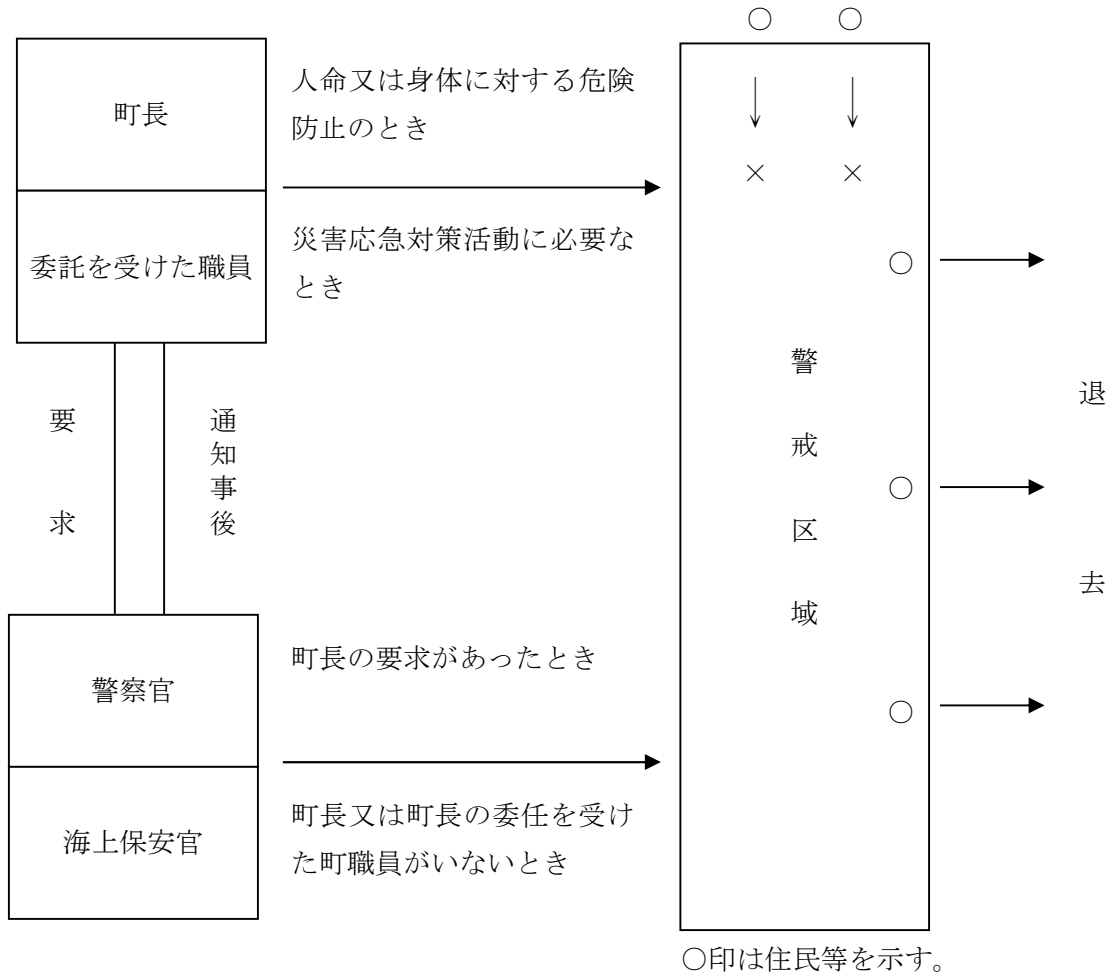 町長
委託を受けた職員
人命又は身体に対する危険
防止のとき
災害応急対策活動に必要な
とき
要求
通知事後
警察官
海上保安官
町長の要求があったとき
町長又は町長の委任を受け
た町職員がいないとき
○ ○
↓ ↓
× ×
○
○
○
警戒区域
退去
○印は住民等を示す。